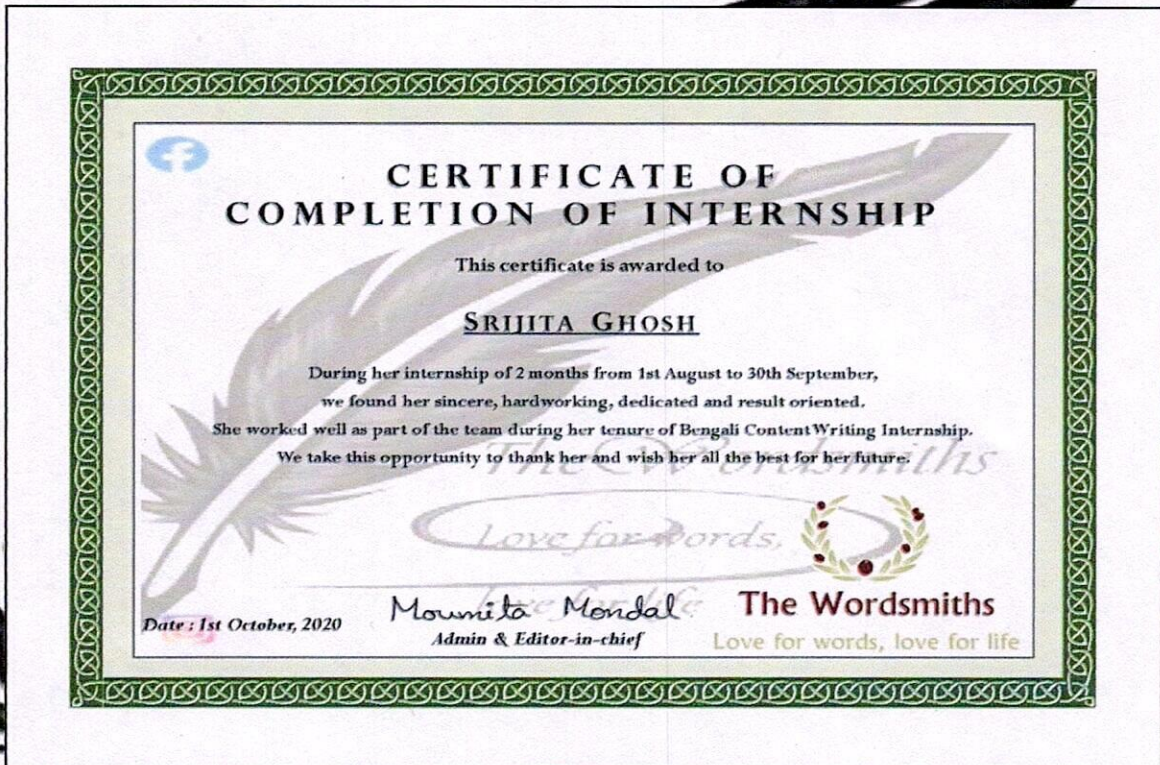 CERTIFICATE OF
COMPLETION OF INTERNSHIP
This certificate is awarded to
SRIJITA GHOSH
During her internship of 2 months from 1st August to 30th September,
we found her sincere, hardworking, dedicated and result oriented.
She worked well as part of the team during her tenure of Bengali Content Writing Internship.
We take this opportunity to thank her and wish her all the best for her future.
The Wordsmiths
Love for words,
love for life
Date : 1st October, 2020
Moumita Mondal
Admin & Editor-in-chief
The Wordsmiths
Love for words, love for life